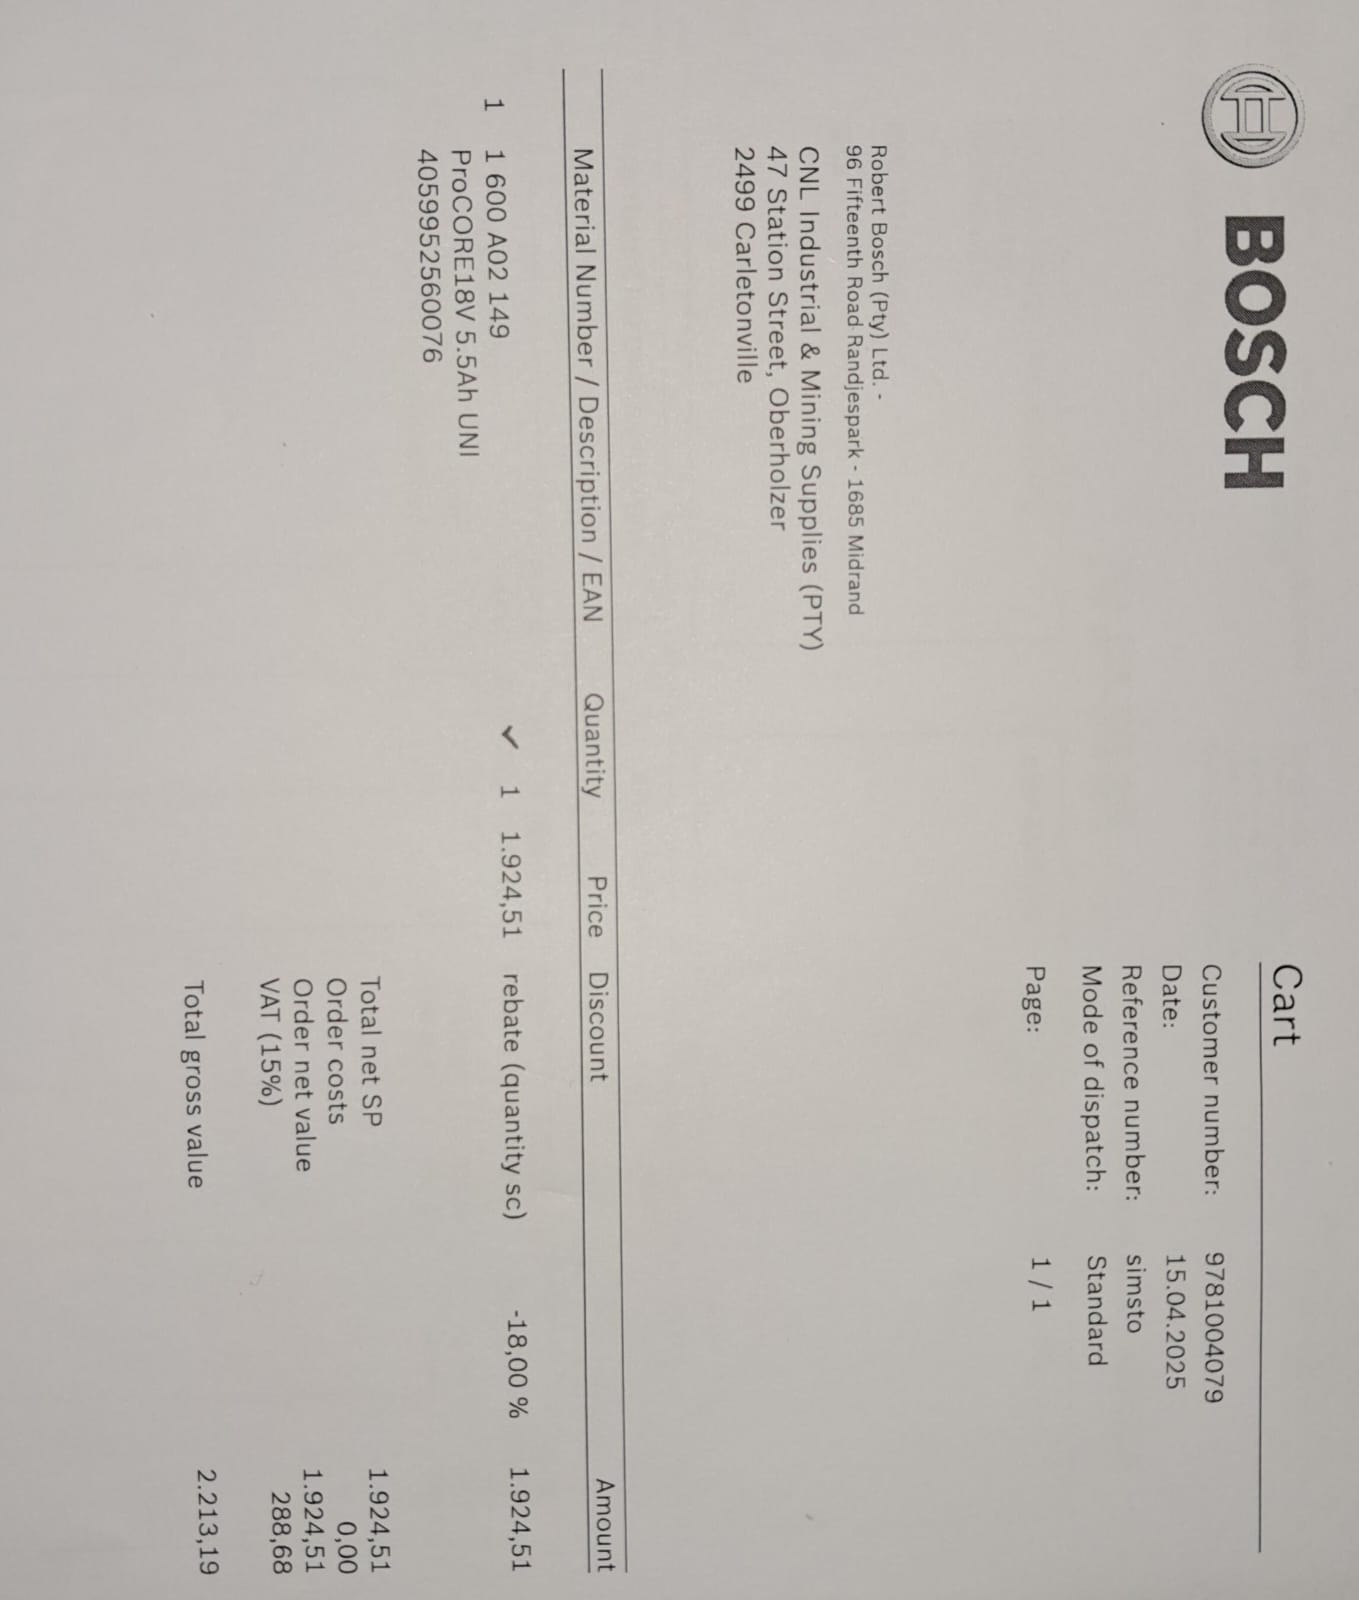 BOSCH
Cart
Customer number: 9781004079
Date: 15.04.2025
Reference number: simsto
Mode of dispatch: Standard
Page: 1 / 1
Robert Bosch (Pty) Ltd. -
96 Fifteenth Road Randjespark - 1685 Midrand
CNL Industrial & Mining Supplies (PTY)
47 Station Street, Oberholzer
2499 Carletonville
Material Number / Description / EAN Quantity Price Discount Amount
1 1 600 A02 149 ✓ 1 1.924,51 rebate (quantity sc) -18,00 % 1.924,51
ProCORE18V 5.5Ah UNI
4059952560076
Total net SP 1.924,51
Order costs 0,00
Order net value 1.924,51
VAT (15%) 288,68
Total gross value 2.213,19